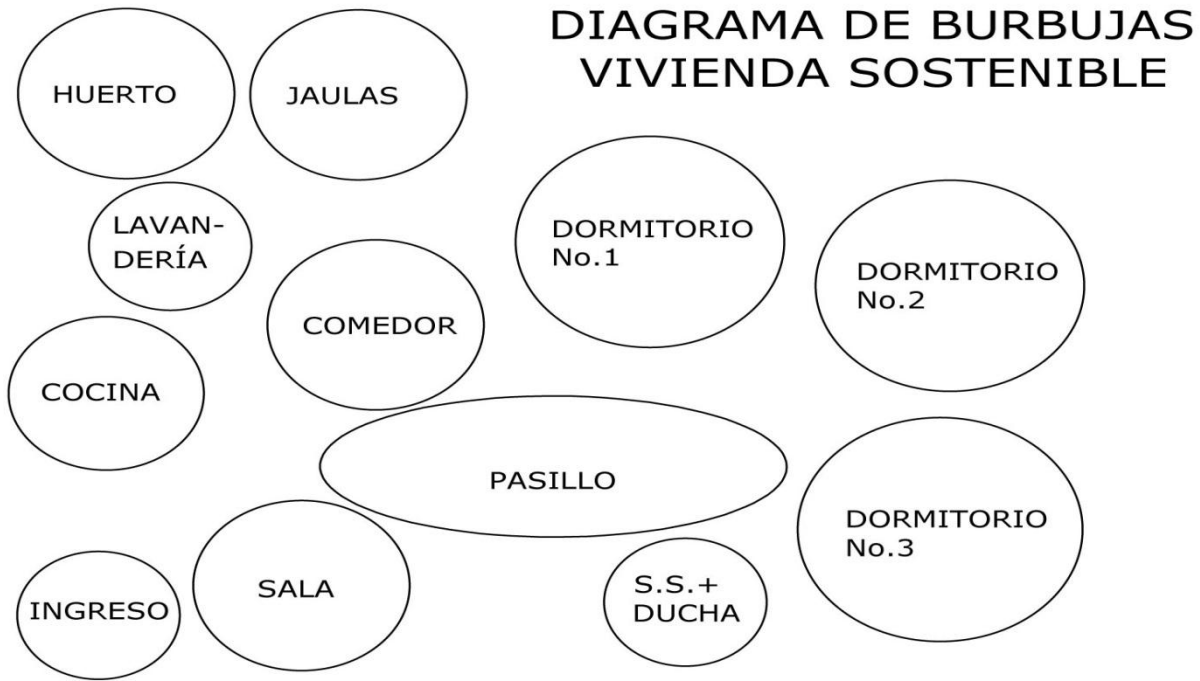 DIAGRAMA DE BURBUJAS
VIVIENDA SOSTENIBLE
HUERTO
JAULAS
LAVAN-
DERÍA
DORMITORIO
No.1
DORMITORIO
No.2
COMEDOR
COCINA
PASILLO
DORMITORIO
No.3
SALA
S.S.+
DUCHA
INGRESO